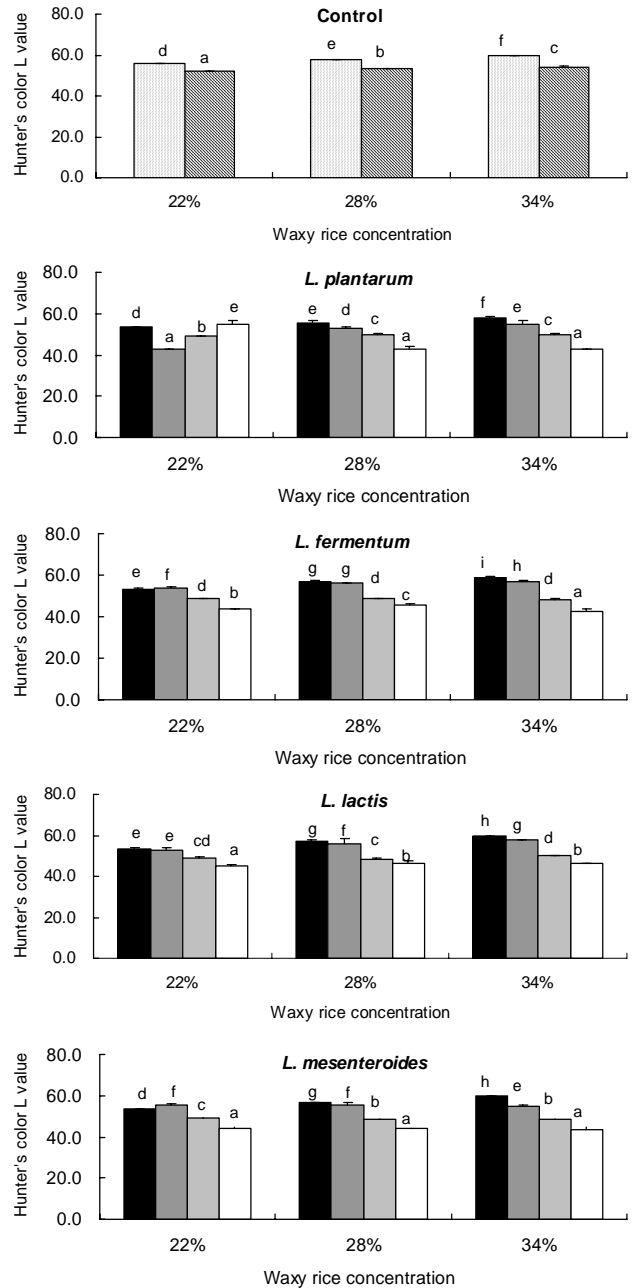 Control
Hunter's color L value
80.0
60.0
40.0
20.0
0.0
d a e b f c
22% 28% 34%
Waxy rice concentration
L. plantarum
Hunter's color L value
80.0
60.0
40.0
20.0
0.0
d a b e e d c a f e c a
22% 28% 34%
Waxy rice concentration
L. fermentum
Hunter's color L value
80.0
60.0
40.0
20.0
0.0
e f d b g g d c i h d a
22% 28% 34%
Waxy rice concentration
L. lactis
Hunter's color L value
80.0
60.0
40.0
20.0
0.0
e e cd a g f c b h g d b
22% 28% 34%
Waxy rice concentration
L. mesenteroides
Hunter's color L value
80.0
60.0
40.0
20.0
0.0
d f c a g f b a h e b a
22% 28% 34%
Waxy rice concentration